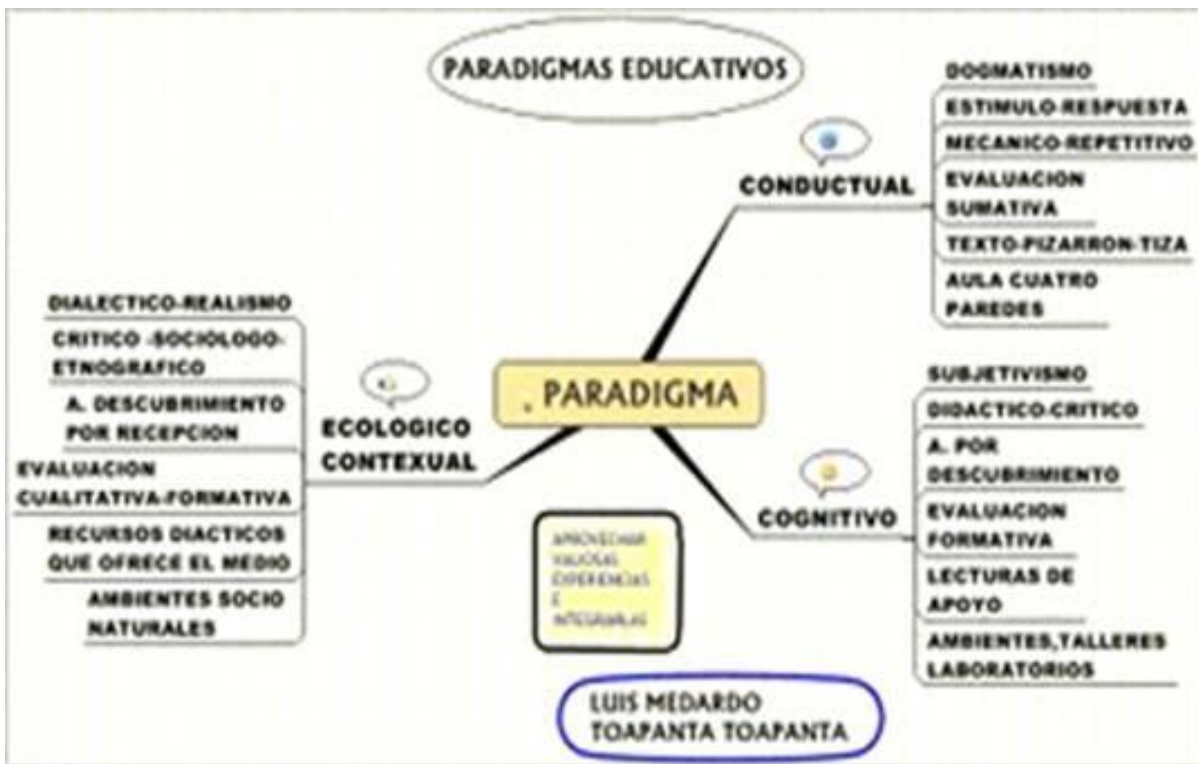 PARADIGMAS EDUCATIVOS
DOGMATISMO
ESTIMULO-RESPUESTA
MECANICO-REPETITIVO
EVALUACION
SUMATIVA
TEXTO-PIZARRON-TIZA
AULA CUATRO
PAREDES
CONDUCTUAL
PARADIGMA
SUBJETIVISMO
DIDACTICO-CRITICO
A. POR
DESCUBRIMIENTO
EVALUACION
FORMATIVA
LECTURAS DE
APOYO
AMBIENTES,TALLERES
LABORATORIOS
COGNITIVO
DIALECTICO-REALISMO
CRITICO -SOCIOLOGO-
ETNOGRAFICO
A. DESCUBRIMIENTO
POR RECEPCION
EVALUACION
CUALITATIVA-FORMATIVA
RECURSOS DIACTICOS
QUE OFRECE EL MEDIO
AMBIENTES SOCIO
NATURALES
ECOLOGICO
CONTEXUAL
APROVECHAR
VALIOSAS
EXPERIENCIAS
E
LUIS MEDARDO
TOAPANTA TOAPANTA